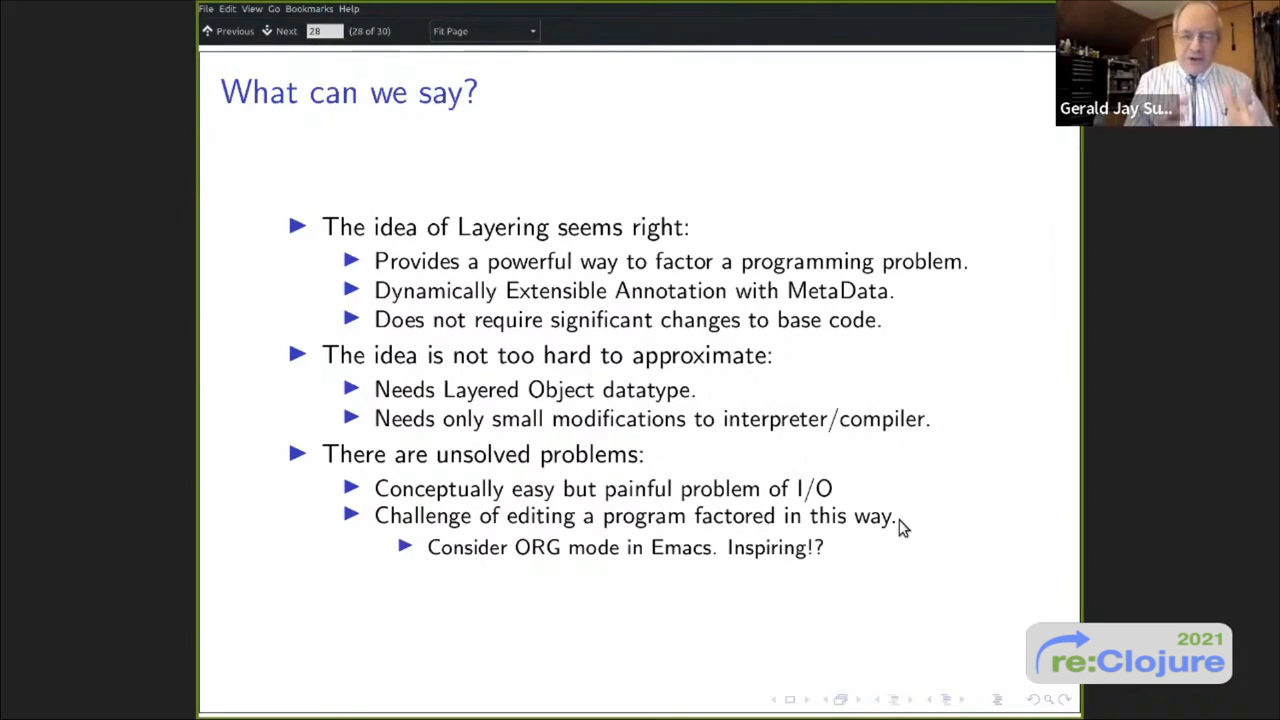 File Edit View Go Bookmarks Help
Previous Next 28 (28 of 30) Fit Page
What can we say?
Gerald Jay Su...
The idea of Layering seems right:
Provides a powerful way to factor a programming problem.
Dynamically Extensible Annotation with MetaData.
Does not require significant changes to base code.
The idea is not too hard to approximate:
Needs Layered Object datatype.
Needs only small modifications to interpreter/compiler.
There are unsolved problems:
Conceptually easy but painful problem of I/O
Challenge of editing a program factored in this way.
Consider ORG mode in Emacs. Inspiring!?
2021
re:Clojure